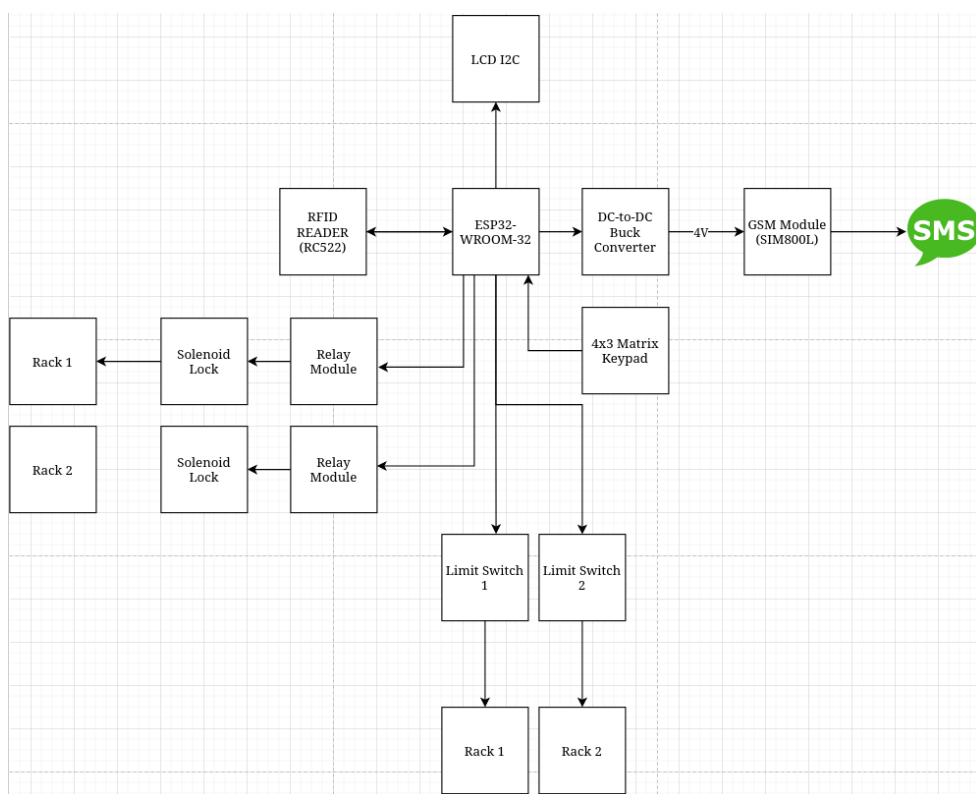 LCD I2C
RFID
READER
(RC522)
ESP32-
WROOM-32
DC-to-DC
Buck
Converter
4V
GSM Module
(SIM800L)
SMS
Rack 1
Solenoid
Lock
Relay
Module
4x3 Matrix
Keypad
Rack 2
Solenoid
Lock
Relay
Module
Limit Switch
1
Limit Switch
2
Rack 1
Rack 2